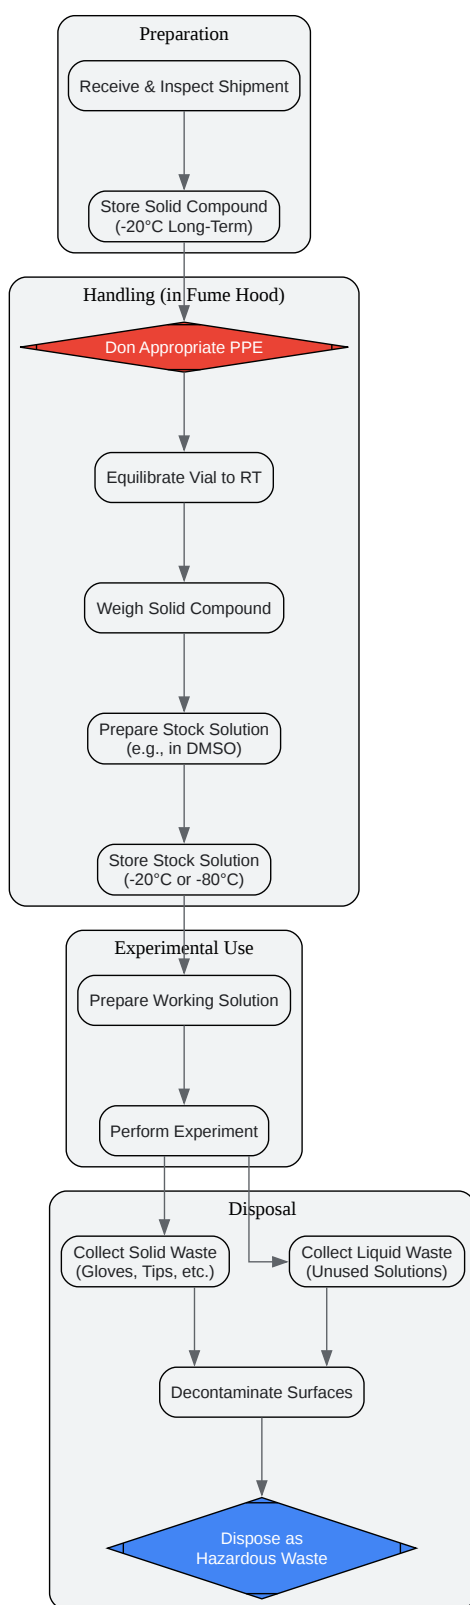 Preparation
Receive & Inspect Shipment
Store Solid Compound
(-20°C Long-Term)
Handling (in Fume Hood)
Don Appropriate PPE
Equilibrate Vial to RT
Weigh Solid Compound
Prepare Stock Solution
(e.g., in DMSO)
Store Stock Solution
(-20°C or -80°C)
Experimental Use
Prepare Working Solution
Perform Experiment
Disposal
Collect Solid Waste
(Gloves, Tips, etc.)
Collect Liquid Waste
(Unused Solutions)
Decontaminate Surfaces
Dispose as
Hazardous Waste